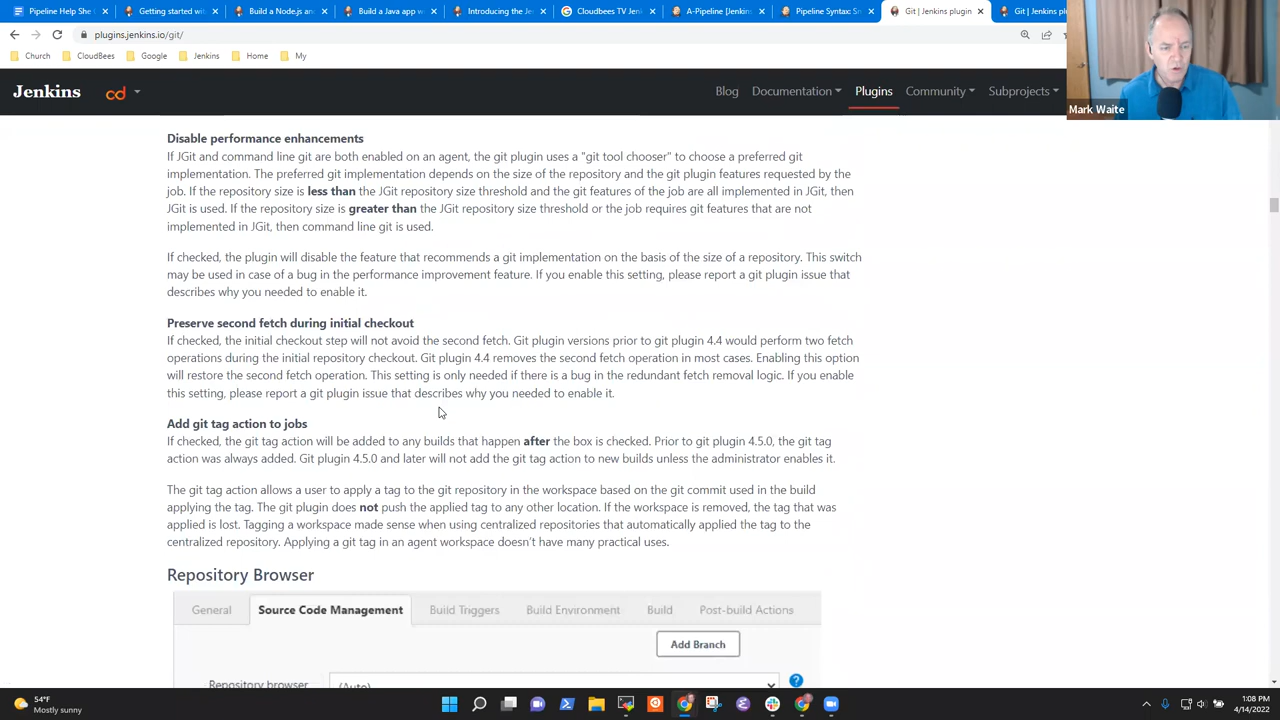 Pipeline Help She
Getting started wit
Build a Node.js and
Build a Java app w
Introducing the Jen
Cloudbees TV Jenk
A-Pipeline [Jenkins
Pipeline Syntax: Sn
Git | Jenkins plugin
Git | Jenkins plu
plugins.jenkins.io/git/
Church
CloudBees
Google
Jenkins
Home
My
Jenkins
cd
Blog
Documentation
Plugins
Community
Subprojects
Mark Waite
Disable performance enhancements
If JGit and command line git are both enabled on an agent, the git plugin uses a "git tool chooser" to choose a preferred git
implementation. The preferred git implementation depends on the size of the repository and the git plugin features requested by the
job. If the repository size is less than the JGit repository size threshold and the git features of the job are all implemented in JGit, then
JGit is used. If the repository size is greater than the JGit repository size threshold or the job requires git features that are not
implemented in JGit, then command line git is used.
If checked, the plugin will disable the feature that recommends a git implementation on the basis of the size of a repository. This switch
may be used in case of a bug in the performance improvement feature. If you enable this setting, please report a git plugin issue that
describes why you needed to enable it.
Preserve second fetch during initial checkout
If checked, the initial checkout step will not avoid the second fetch. Git plugin versions prior to git plugin 4.4 would perform two fetch
operations during the initial repository checkout. Git plugin 4.4 removes the second fetch operation in most cases. Enabling this option
will restore the second fetch operation. This setting is only needed if there is a bug in the redundant fetch removal logic. If you enable
this setting, please report a git plugin issue that describes why you needed to enable it.
Add git tag action to jobs
If checked, the git tag action will be added to any builds that happen after the box is checked. Prior to git plugin 4.5.0, the git tag
action was always added. Git plugin 4.5.0 and later will not add the git tag action to new builds unless the administrator enables it.
The git tag action allows a user to apply a tag to the git repository in the workspace based on the git commit used in the build
applying the tag. The git plugin does not push the applied tag to any other location. If the workspace is removed, the tag that was
applied is lost. Tagging a workspace made sense when using centralized repositories that automatically applied the tag to the
centralized repository. Applying a git tag in an agent workspace doesn't have many practical uses.
Repository Browser
General
Source Code Management
Build Triggers
Build Environment
Build
Post-build Actions
Add Branch
Repository browser
(Auto)
?
54°F
Mostly sunny
1:08 PM
4/14/2022